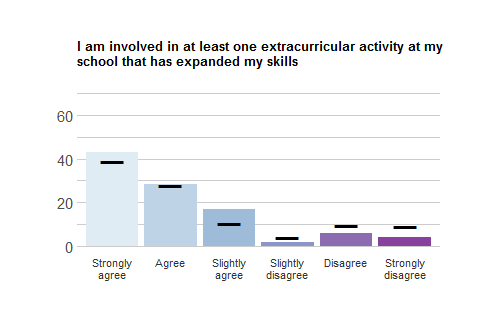 I am involved in at least one extracurricular activity at my
school that has expanded my skills
60
40
20
0
Strongly
agree
Agree
Slightly
agree
Slightly
disagree
Disagree
Strongly
disagree